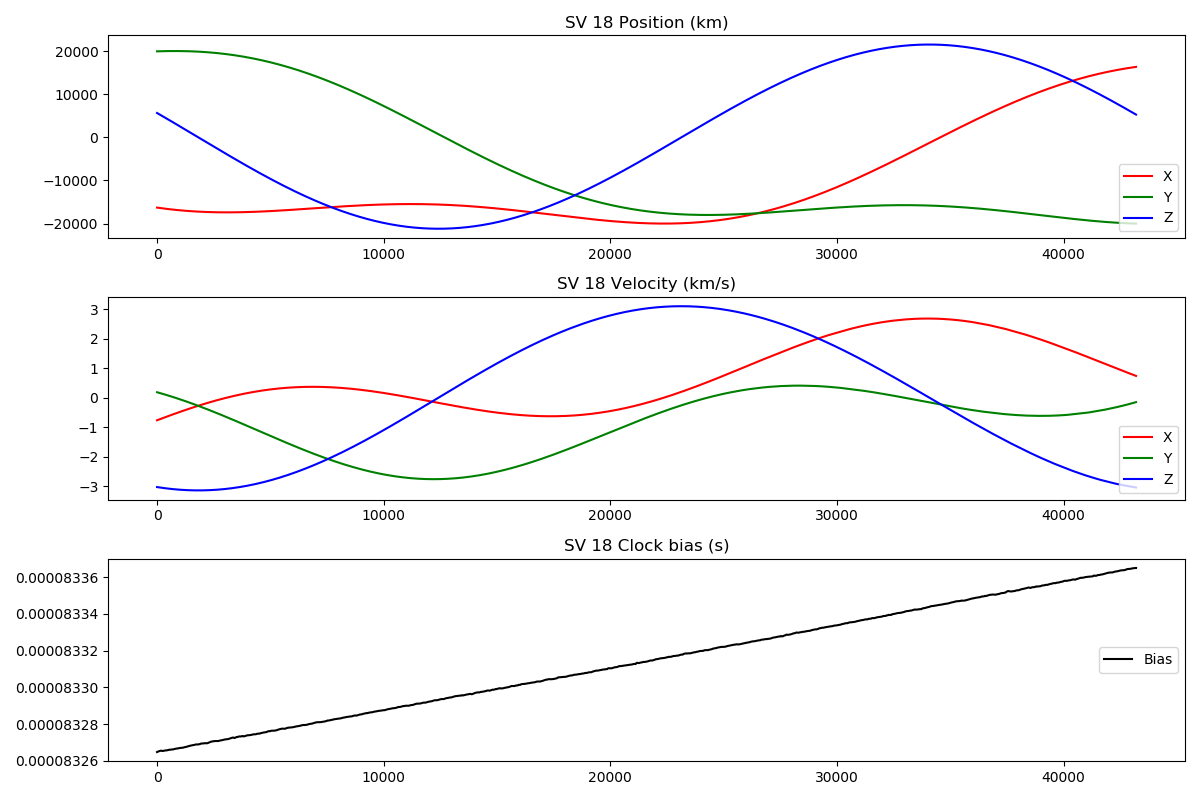 SV 18 Position (km)
20000
10000
0
−10000
−20000
X
Y
Z
0 10000 20000 30000 40000
SV 18 Velocity (km/s)
3
2
1
0
−1
−2
−3
X
Y
Z
0 10000 20000 30000 40000
SV 18 Clock bias (s)
0.00008336
0.00008334
0.00008332
0.00008330
0.00008328
0.00008326
Bias
0 10000 20000 30000 40000